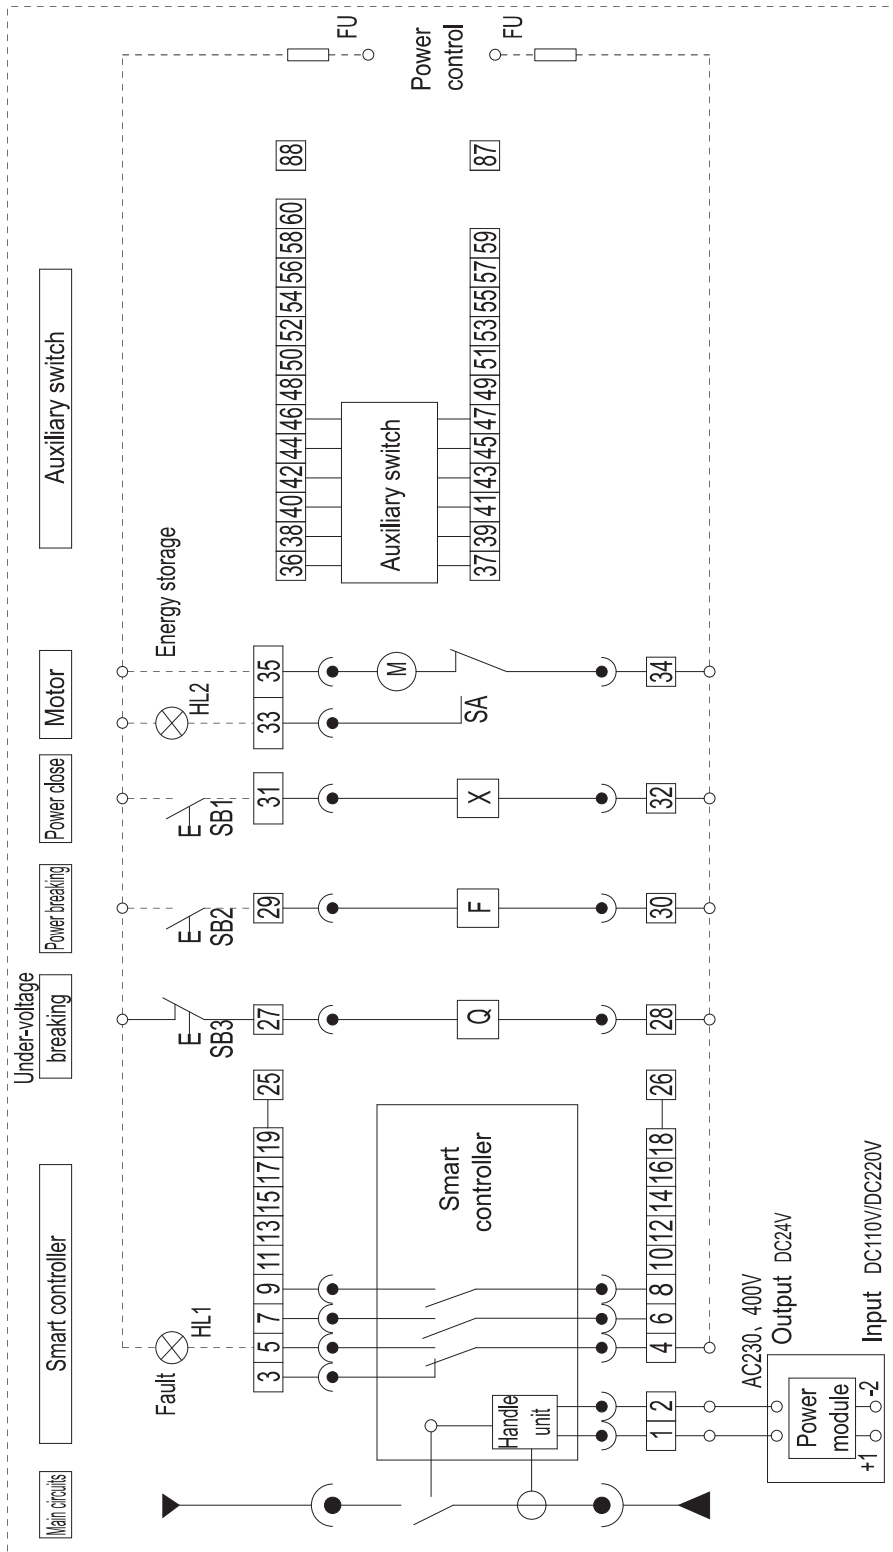 Main circuits
Smart controller
Under-voltage
breaking
Power breaking
Power close
Motor
Auxiliary switch
Fault
HL1
E
SB3
E
SB2
E
SB1
HL2
Energy storage
FU
3 5 7 9 11 13 15 17 19 25 27 29 31 33 35
36 38 40 42 44 46 48 50 52 54 56 58 60 88
Power
control
Smart
controller
Q
F
X
M
SA
Auxiliary switch
Handle
unit
37 39 41 43 45 47 49 51 53 55 57 59 87
FU
1 2 4 6 8 10 12 14 16 18 26 28 30 32 34
AC230、400V
Output DC24V
Power
module
+1 -2
Input DC110V/DC220V